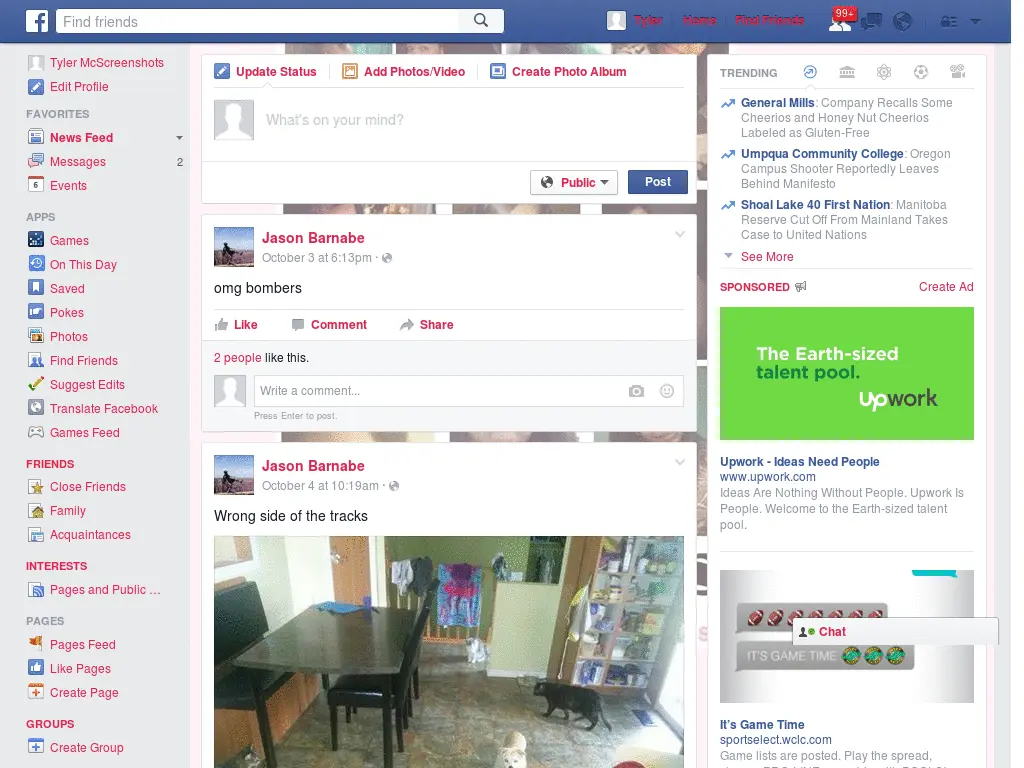 f
Find friends
Tyler
Home
Find Friends
99+
Tyler McScreenshots
Edit Profile
FAVORITES
News Feed
Messages 2
6
Events
APPS
Games
On This Day
Saved
Pokes
Photos
Find Friends
Suggest Edits
Translate Facebook
Games Feed
FRIENDS
Close Friends
Family
Acquaintances
INTERESTS
Pages and Public ...
PAGES
Pages Feed
Like Pages
Create Page
GROUPS
Create Group
Update Status
Add Photos/Video
Create Photo Album
What's on your mind?
Public
Post
Jason Barnabe
October 3 at 6:13pm ·
omg bombers
Like
Comment
Share
2 people like this.
Write a comment...
Press Enter to post.
Jason Barnabe
October 4 at 10:19am ·
Wrong side of the tracks
TRENDING
General Mills: Company Recalls Some
Cheerios and Honey Nut Cheerios
Labeled as Gluten-Free
Umpqua Community College: Oregon
Campus Shooter Reportedly Leaves
Behind Manifesto
Shoal Lake 40 First Nation: Manitoba
Reserve Cut Off From Mainland Takes
Case to United Nations
See More
SPONSORED
Create Ad
The Earth-sized
talent pool.
Upwork
Upwork - Ideas Need People
www.upwork.com
Ideas Are Nothing Without People. Upwork Is
People. Welcome to the Earth-sized talent
pool.
Chat
IT'S GAME TIME
It's Game Time
sportselect.wclc.com
Game lists are posted. Play the spread,